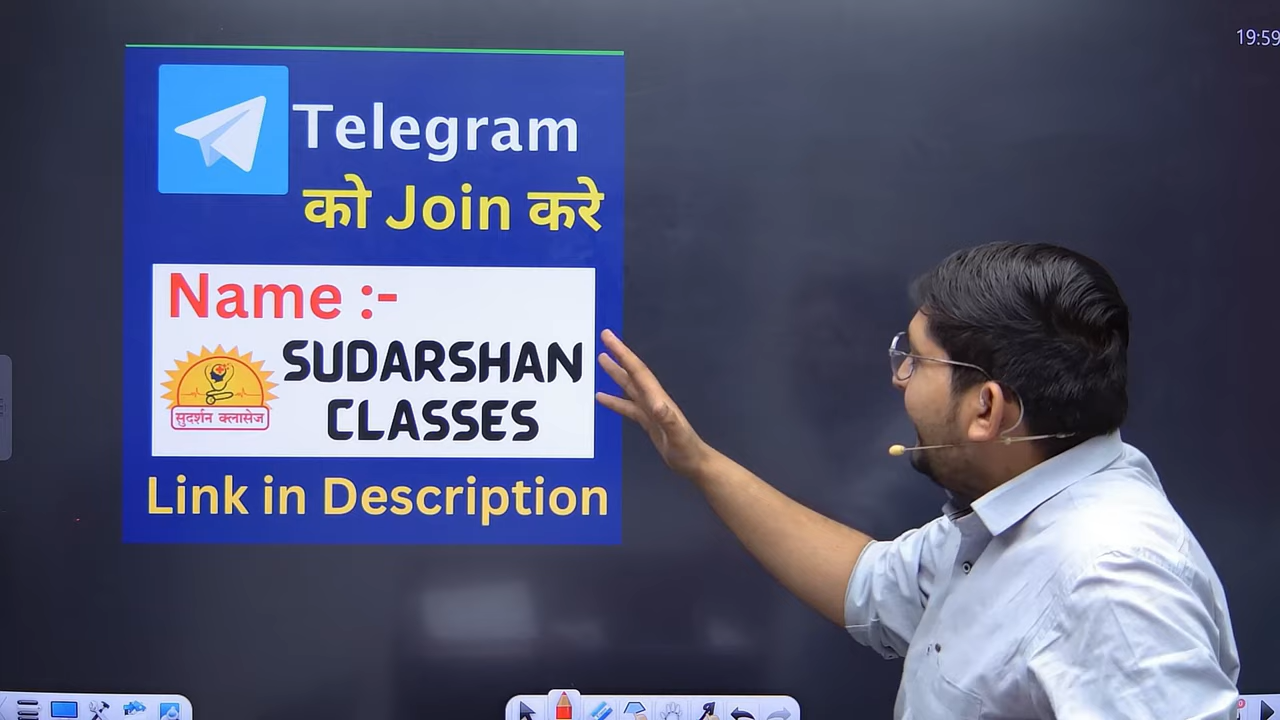 19:59
Telegram
को Join करे
Name :-
SUDARSHAN
CLASSES
सुदर्शन क्लासेज
Link in Description